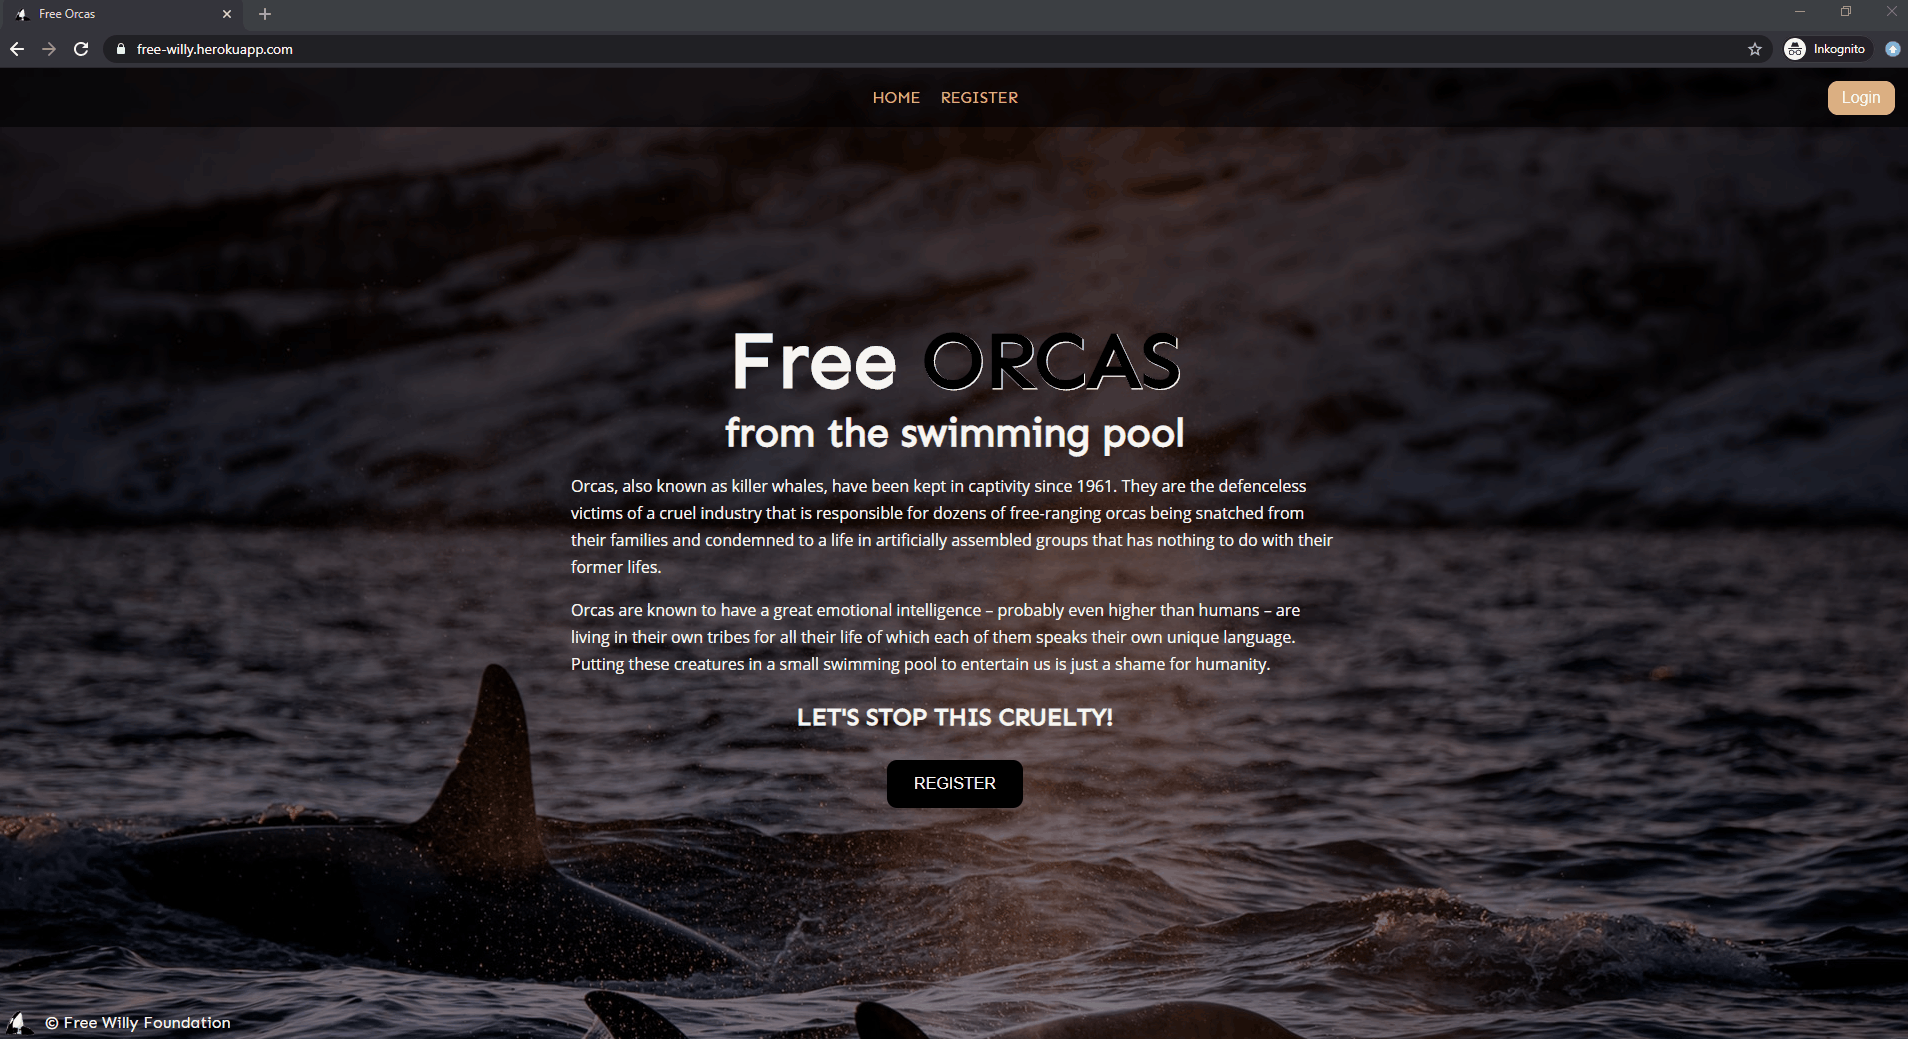 Free Orcas
free-willy.herokuapp.com
Inkognito
HOME REGISTER
Login
Free ORCAS
from the swimming pool
Orcas, also known as killer whales, have been kept in captivity since 1961. They are the defenceless
victims of a cruel industry that is responsible for dozens of free-ranging orcas being snatched from
their families and condemned to a life in artificially assembled groups that has nothing to do with their
former lifes.
Orcas are known to have a great emotional intelligence – probably even higher than humans – are
living in their own tribes for all their life of which each of them speaks their own unique language.
Putting these creatures in a small swimming pool to entertain us is just a shame for humanity.
LET'S STOP THIS CRUELTY!
REGISTER
© Free Willy Foundation